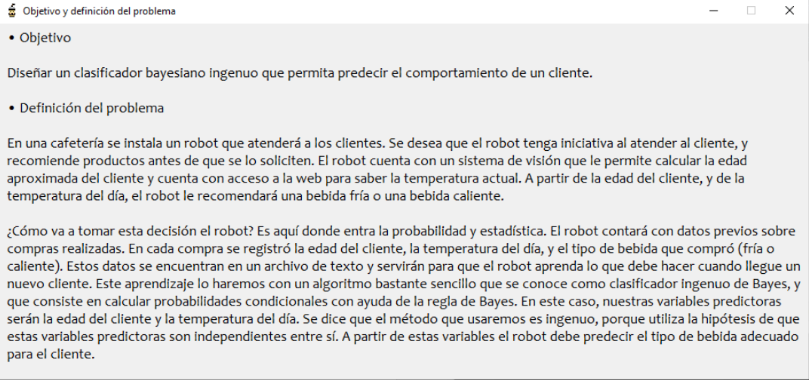 Objetivo y definición del problema
• Objetivo
Diseñar un clasificador bayesiano ingenuo que permita predecir el comportamiento de un cliente.
• Definición del problema
En una cafetería se instala un robot que atenderá a los clientes. Se desea que el robot tenga iniciativa al atender al cliente, y
recomiende productos antes de que se lo soliciten. El robot cuenta con un sistema de visión que le permite calcular la edad
aproximada del cliente y cuenta con acceso a la web para saber la temperatura actual. A partir de la edad del cliente, y de la
temperatura del día, el robot le recomendará una bebida fría o una bebida caliente.
¿Cómo va a tomar esta decisión el robot? Es aquí donde entra la probabilidad y estadística. El robot contará con datos previos sobre
compras realizadas. En cada compra se registró la edad del cliente, la temperatura del día, y el tipo de bebida que compró (fría o
caliente). Estos datos se encuentran en un archivo de texto y servirán para que el robot aprenda lo que debe hacer cuando llegue un
nuevo cliente. Este aprendizaje lo haremos con un algoritmo bastante sencillo que se conoce como clasificador ingenuo de Bayes, y
que consiste en calcular probabilidades condicionales con ayuda de la regla de Bayes. En este caso, nuestras variables predictoras
serán la edad del cliente y la temperatura del día. Se dice que el método que usaremos es ingenuo, porque utiliza la hipótesis de que
estas variables predictoras son independientes entre sí. A partir de estas variables el robot debe predecir el tipo de bebida adecuado
para el cliente.